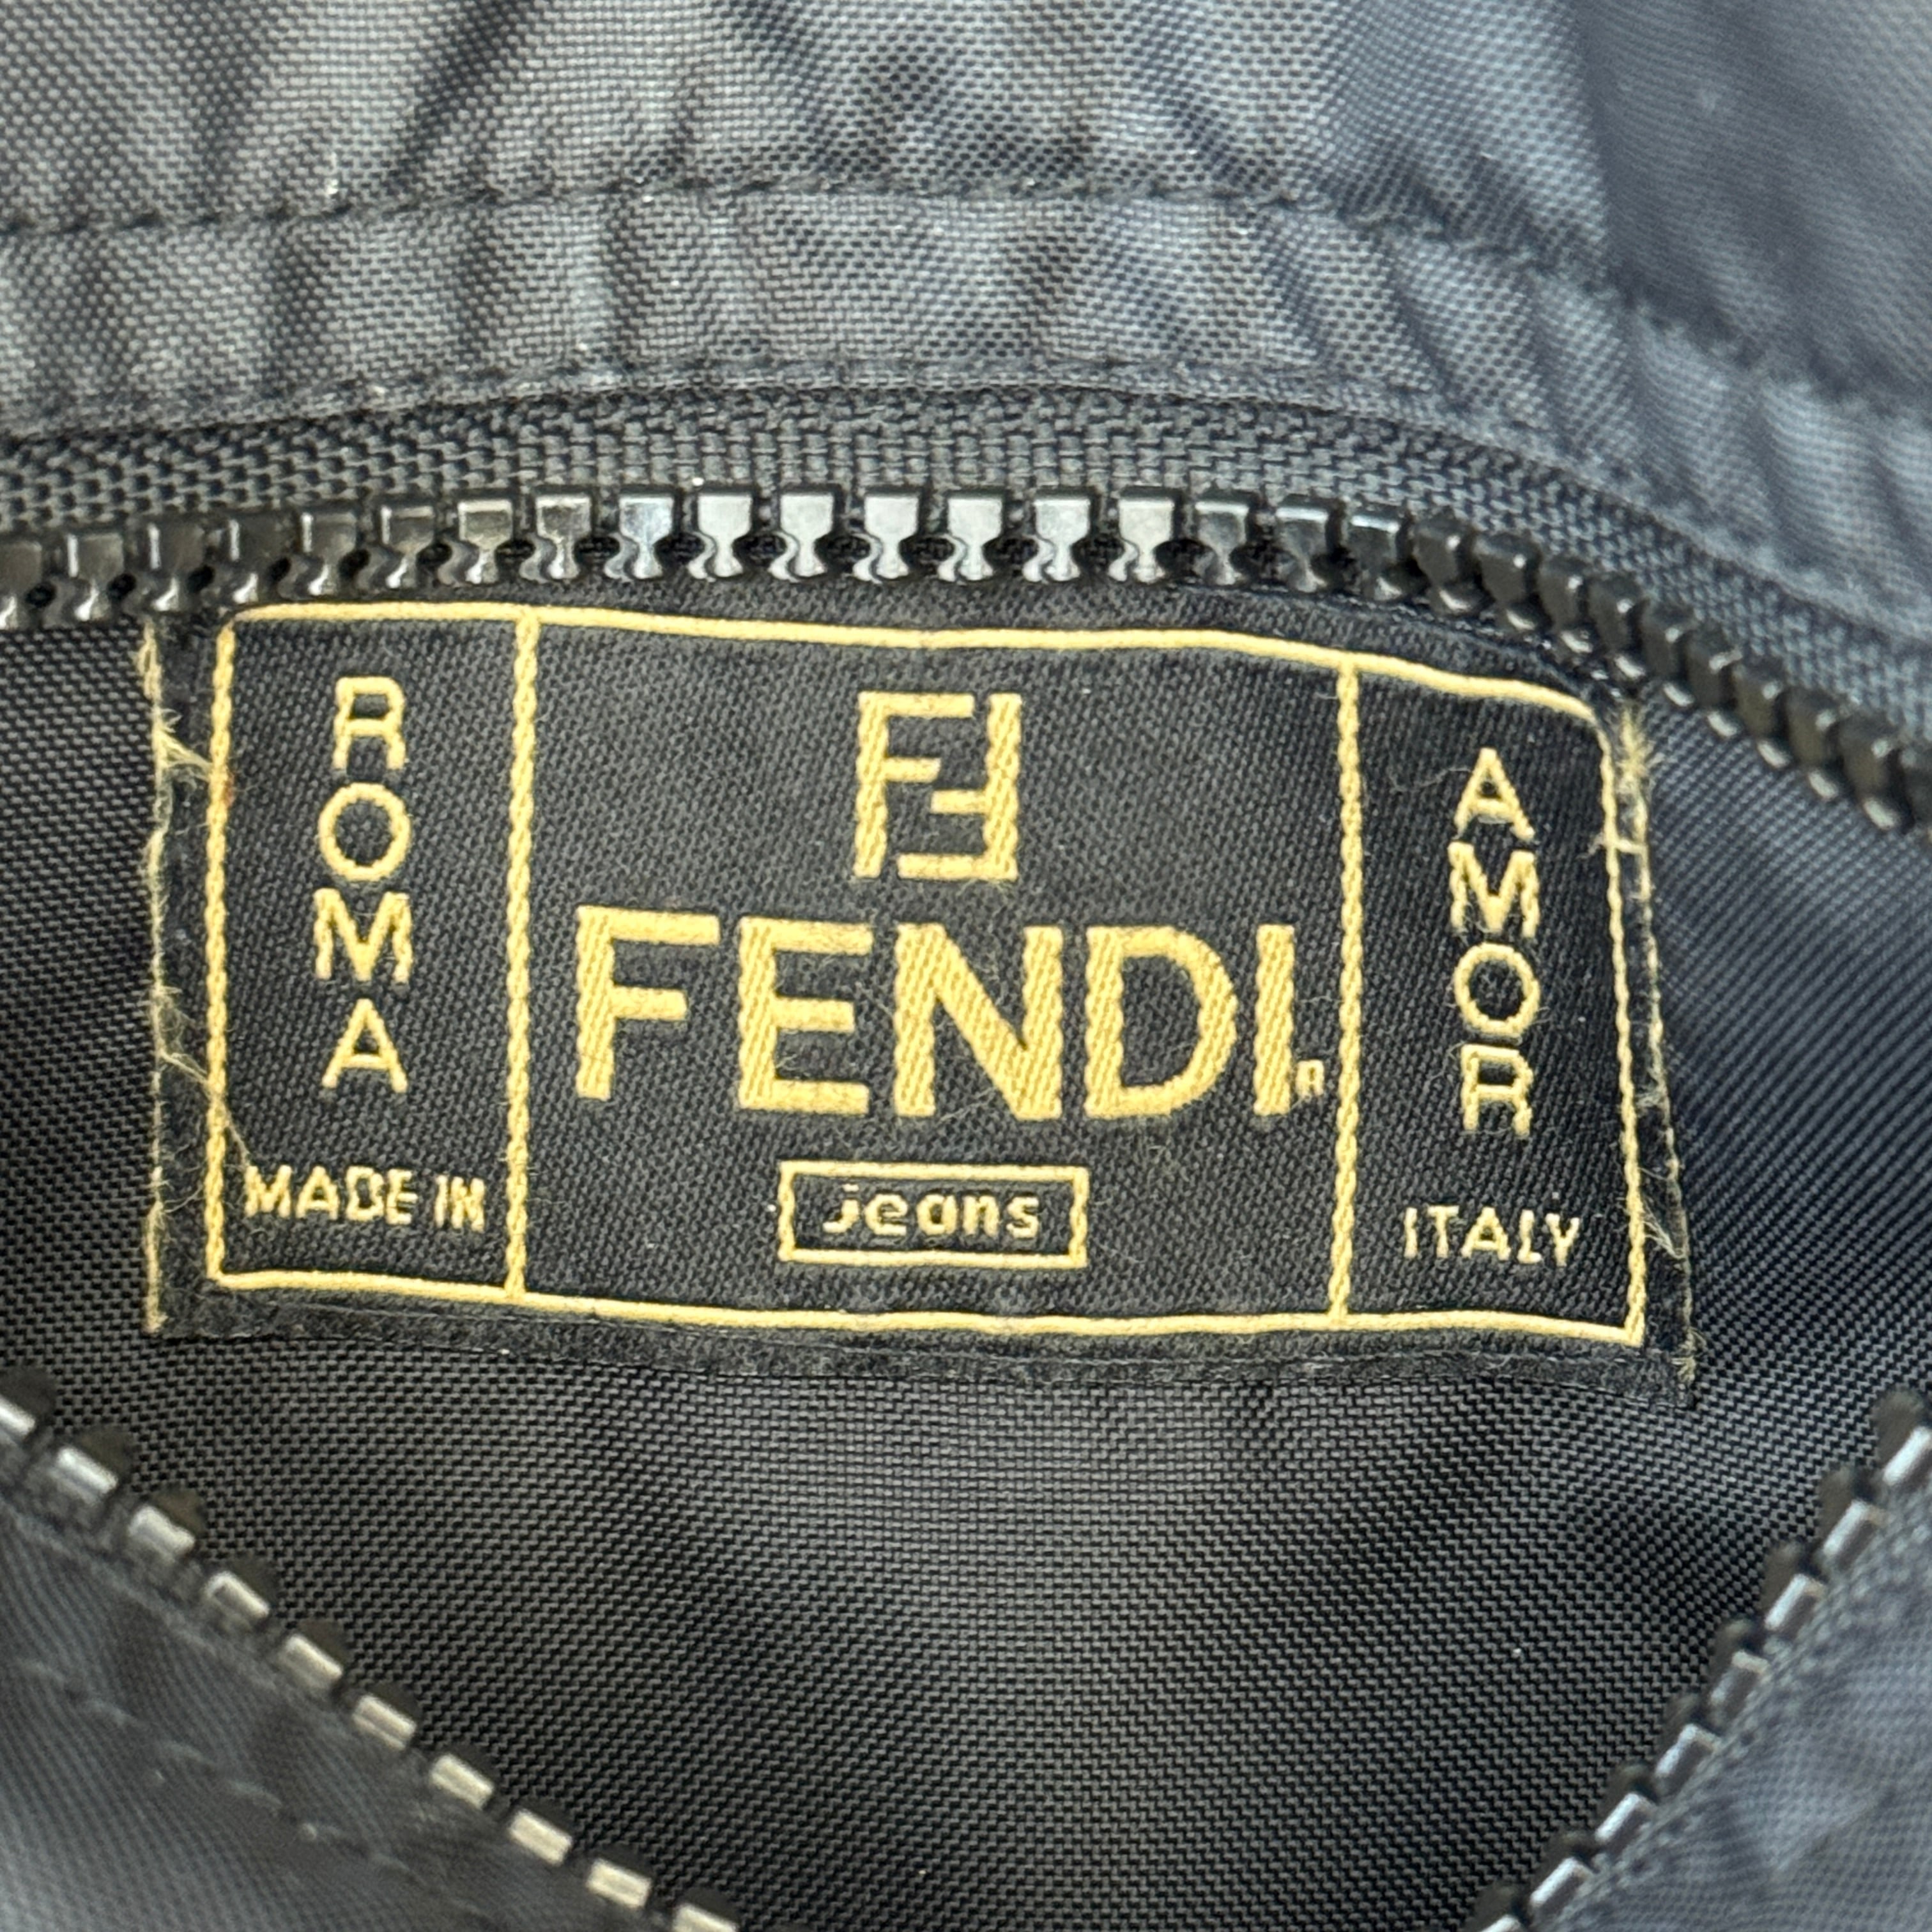 ROMA
MADE IN
FF
FENDI®
jeans
AMOR
ITALY